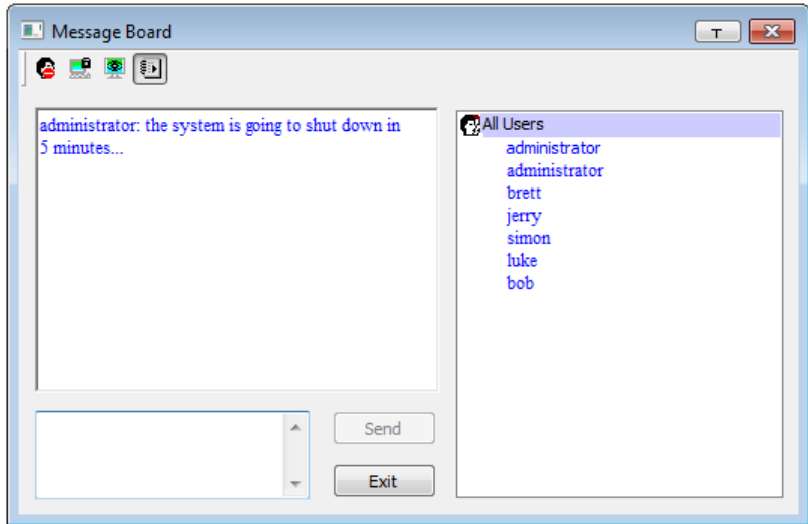 Message Board
T
administrator: the system is going to shut down in
5 minutes...
All Users
administrator
administrator
brett
jerry
simon
luke
bob
Send
Exit